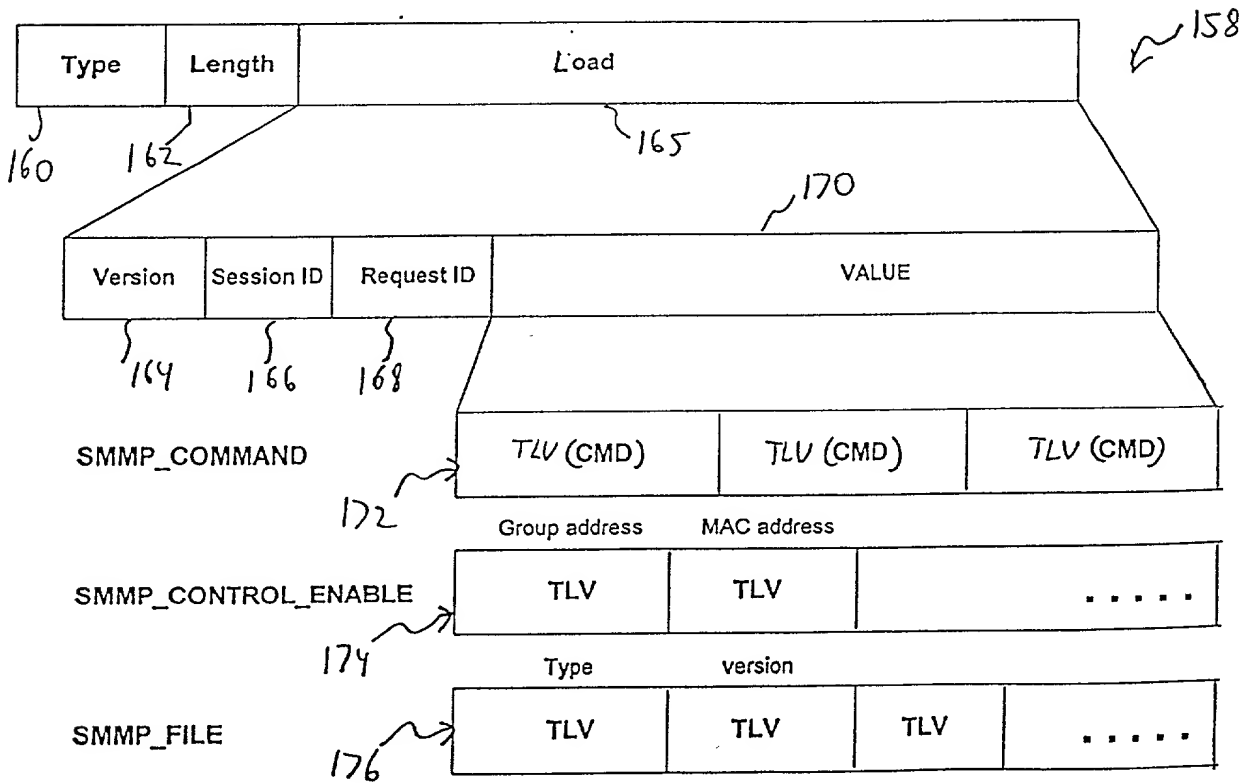 158
Type Length Load
160 162 165
170
Version Session ID Request ID VALUE
164 166 168
SMMP_COMMAND TLV (CMD) TLV (CMD) TLV (CMD)
172
Group address MAC address
SMMP_CONTROL_ENABLE TLV TLV .....
174
Type version
SMMP_FILE TLV TLV TLV .....
176